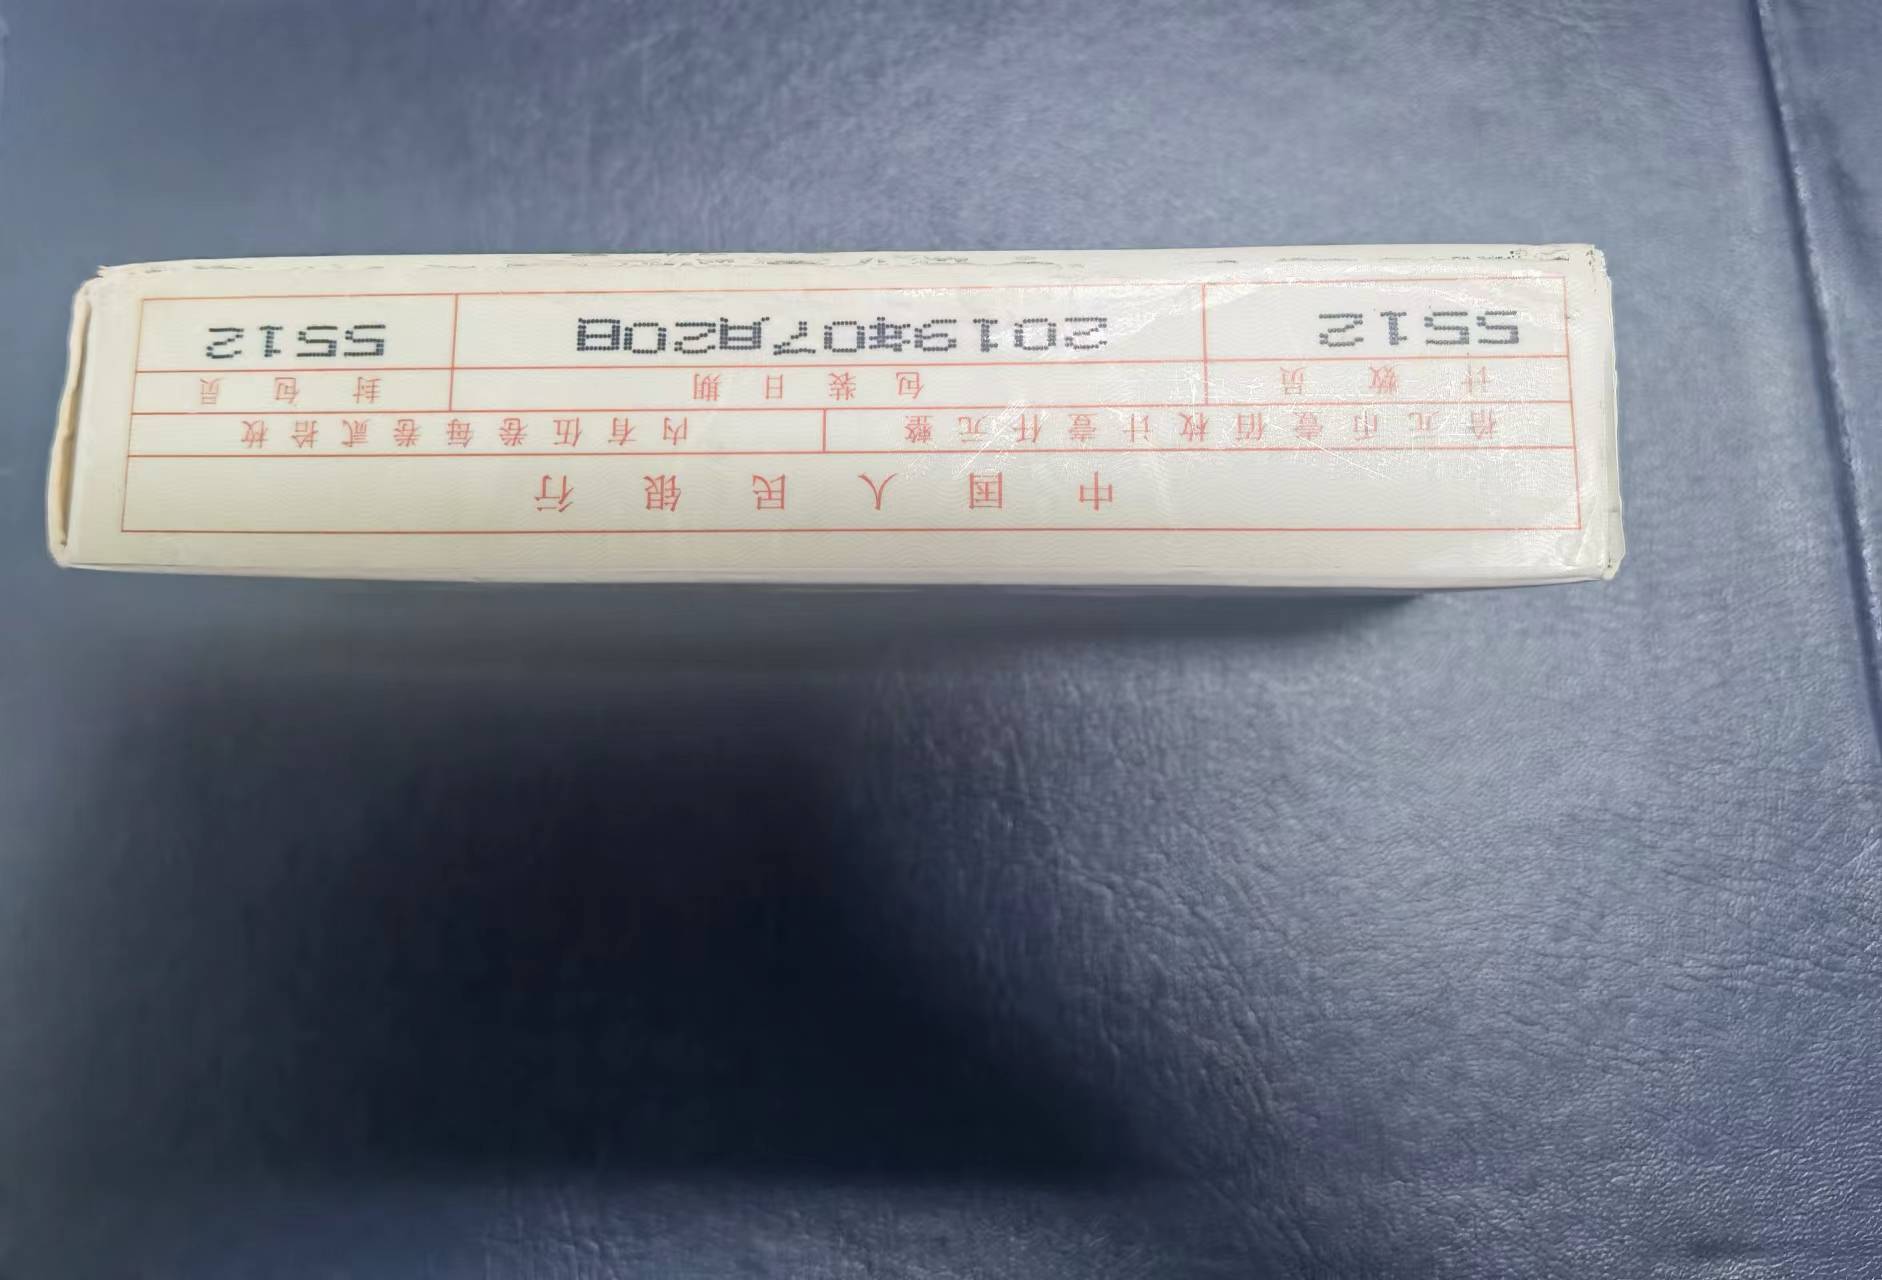 中国人民银行
拾元币壹佰枚计壹仟元整 内有伍卷每卷贰拾枚
计数员 包装日期 封包员
5512 2019年07月20日 5512